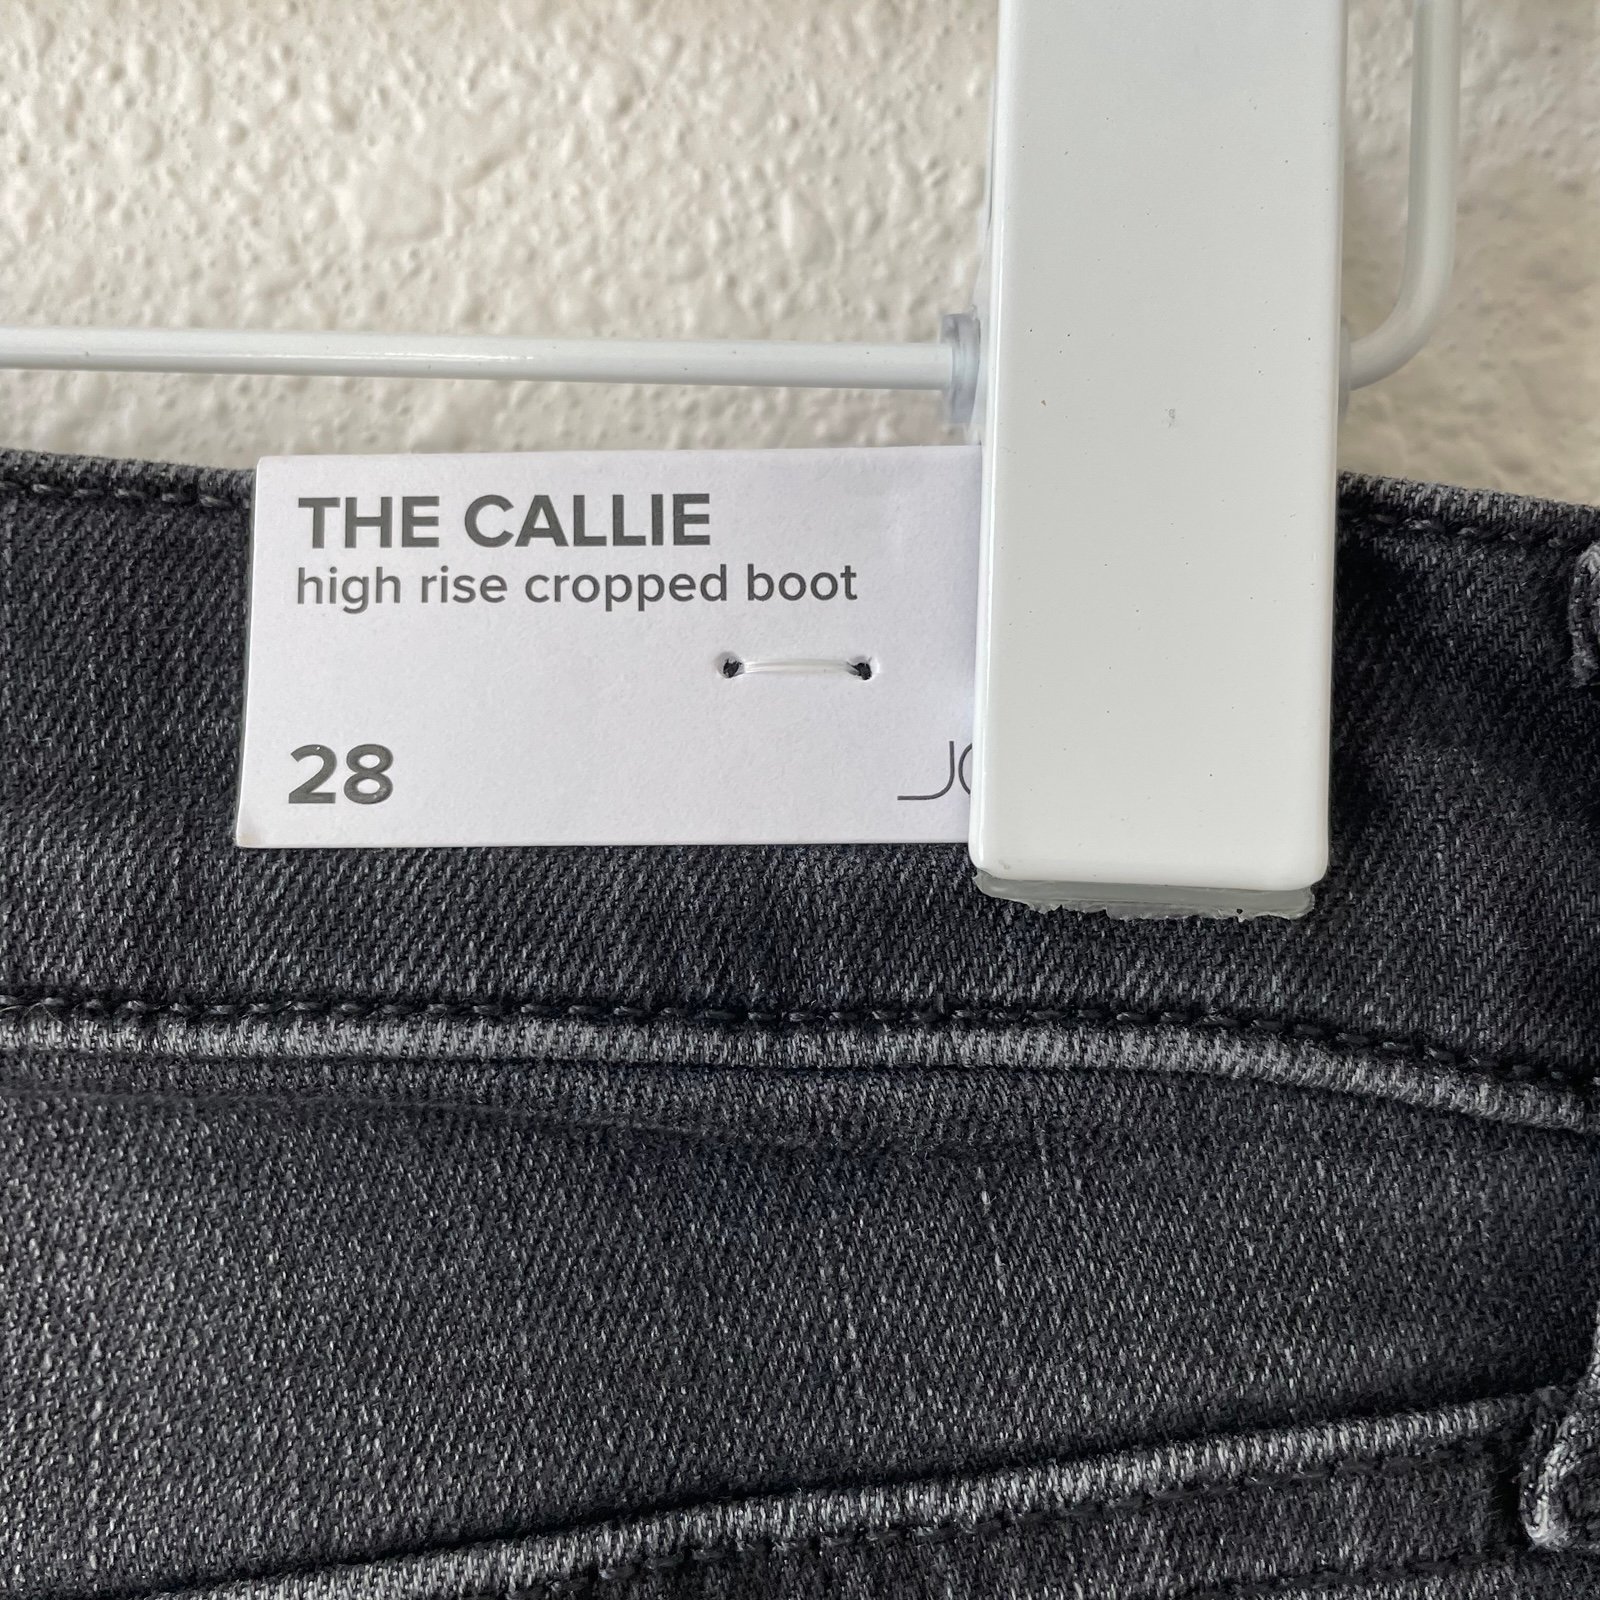 THE CALLIE
high rise cropped boot
28